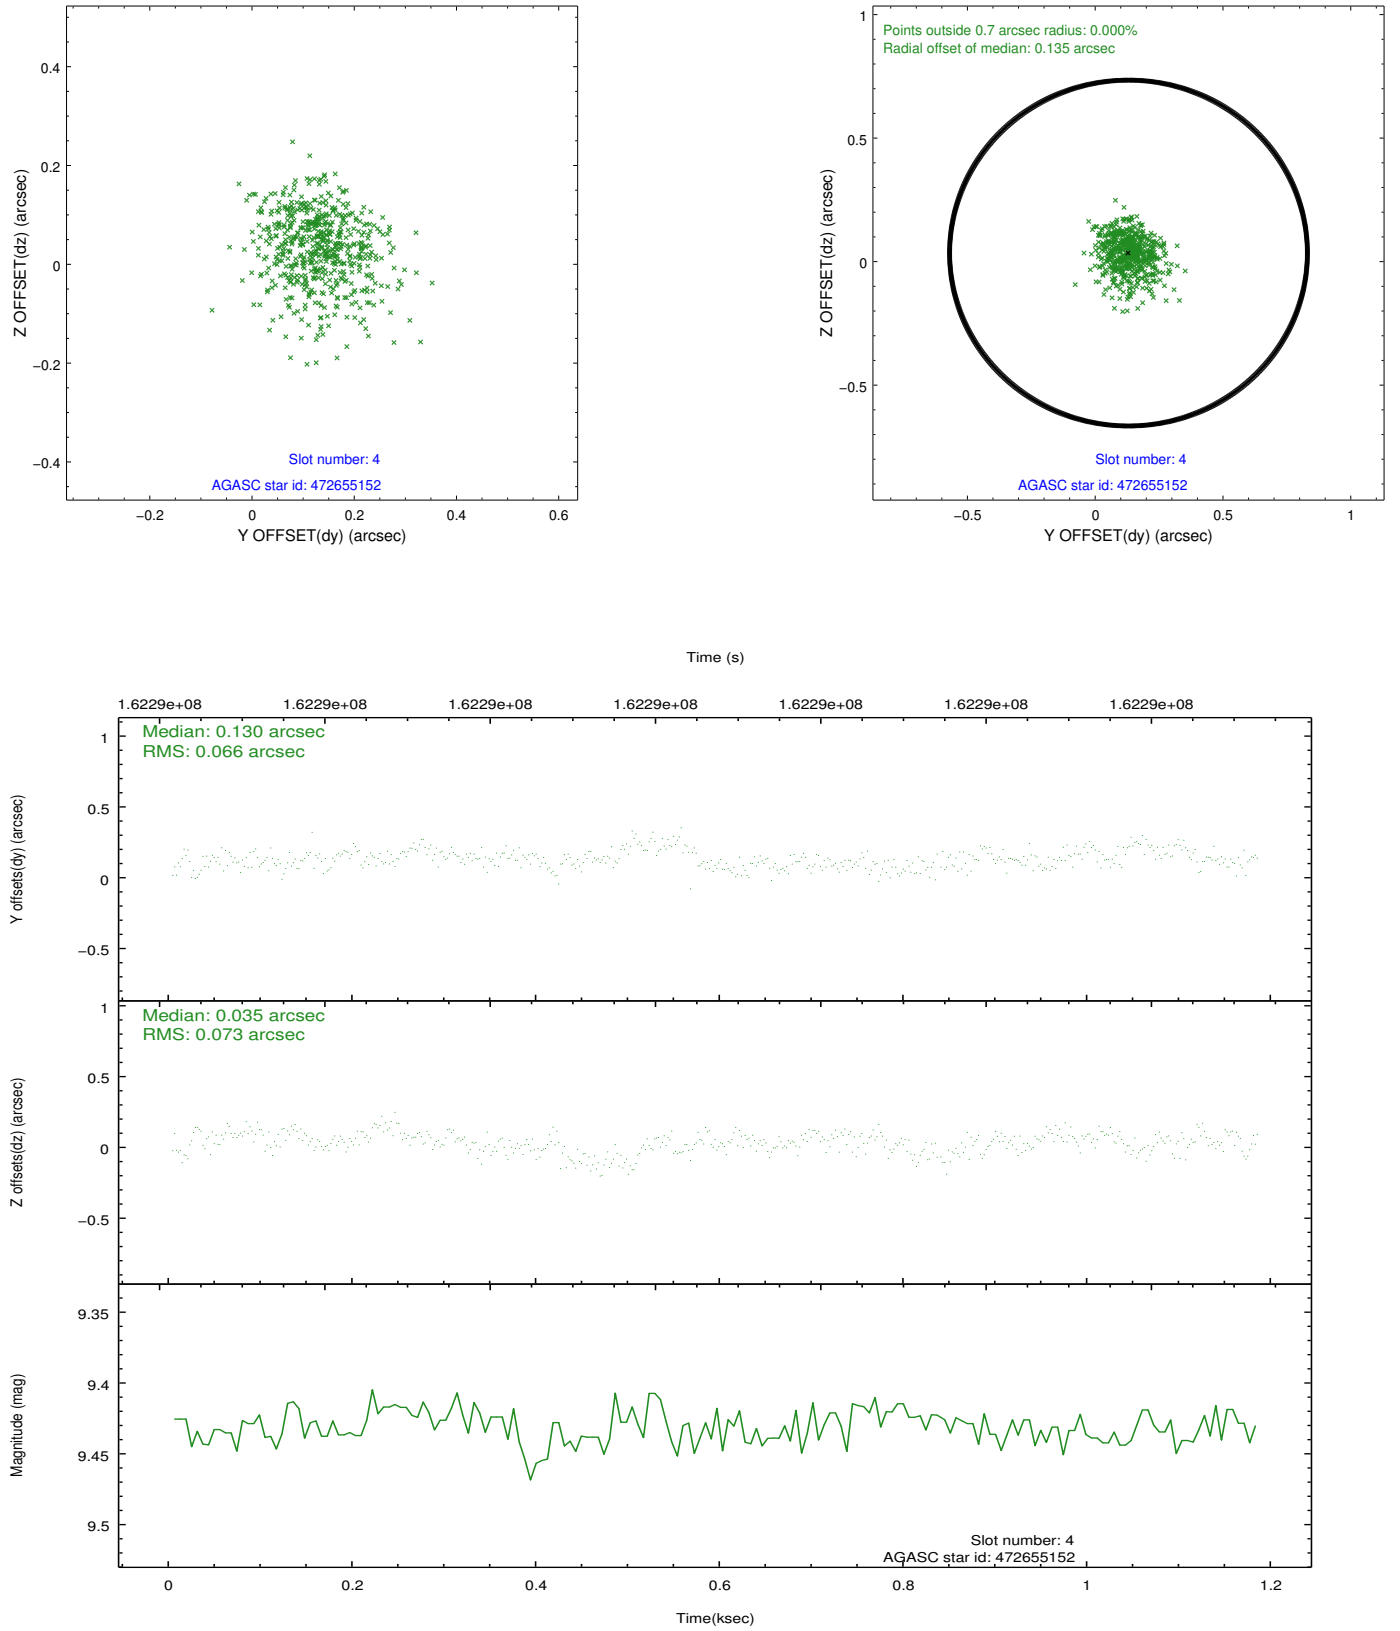 0.4
0.2
0
−0.2
−0.4
Z OFFSET(dz) (arcsec)
Slot number: 4
AGASC star id: 472655152
−0.2 0 0.2 0.4 0.6
Y OFFSET(dy) (arcsec)
Points outside 0.7 arcsec radius: 0.000%
Radial offset of median: 0.135 arcsec
1
0.5
0
−0.5
Z OFFSET(dz) (arcsec)
Slot number: 4
AGASC star id: 472655152
−0.5 0 0.5 1
Y OFFSET(dy) (arcsec)
Time (s)
1.6229e+08 1.6229e+08 1.6229e+08 1.6229e+08 1.6229e+08 1.6229e+08 1.6229e+08
Median: 0.130 arcsec
RMS: 0.066 arcsec
1
0.5
0
−0.5
Y offsets(dy) (arcsec)
Median: 0.035 arcsec
RMS: 0.073 arcsec
1
0.5
0
−0.5
Z offsets(dz) (arcsec)
9.35
9.4
9.45
9.5
Magnitude (mag)
Slot number: 4
AGASC star id: 472655152
0 0.2 0.4 0.6 0.8 1 1.2
Time(ksec)